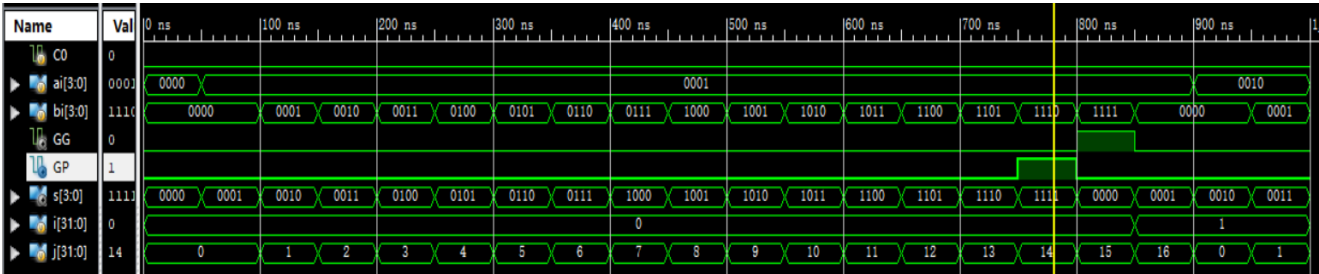 Name Val 0 ns 100 ns 200 ns 300 ns 400 ns 500 ns 600 ns 700 ns 800 ns 900 ns
C0 0
ai[3:0] 0001 0000 0001 0010
bi[3:0] 1110 0000 0001 0010 0011 0100 0101 0110 0111 1000 1001 1010 1011 1100 1101 1110 1111 0000 0001
GG 0
GP 1
s[3:0] 1111 0000 0001 0010 0011 0100 0101 0110 0111 1000 1001 1010 1011 1100 1101 1110 1111 0000 0001 0010 0011
i[31:0] 0 0 1
j[31:0] 14 0 1 2 3 4 5 6 7 8 9 10 11 12 13 14 15 16 0 1